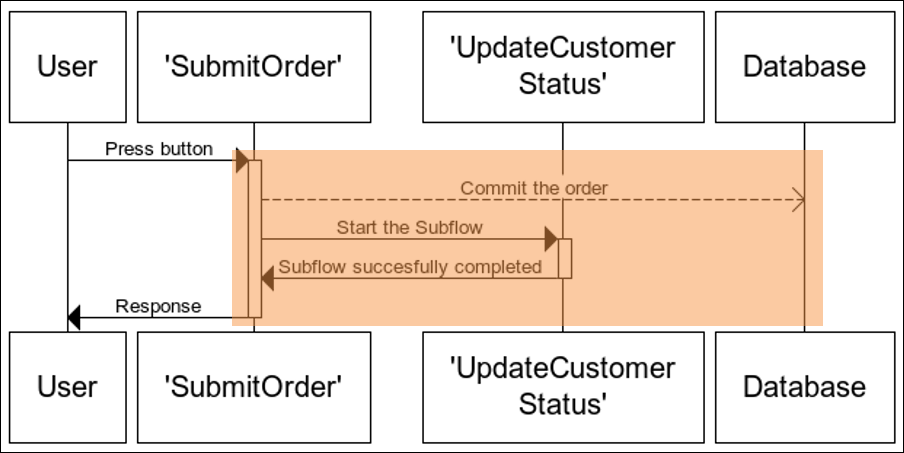 User
'SubmitOrder'
'UpdateCustomer
Status'
Database
Press button
Commit the order
Start the Subflow
Subflow succesfully completed
Response
User
'SubmitOrder'
'UpdateCustomer
Status'
Database